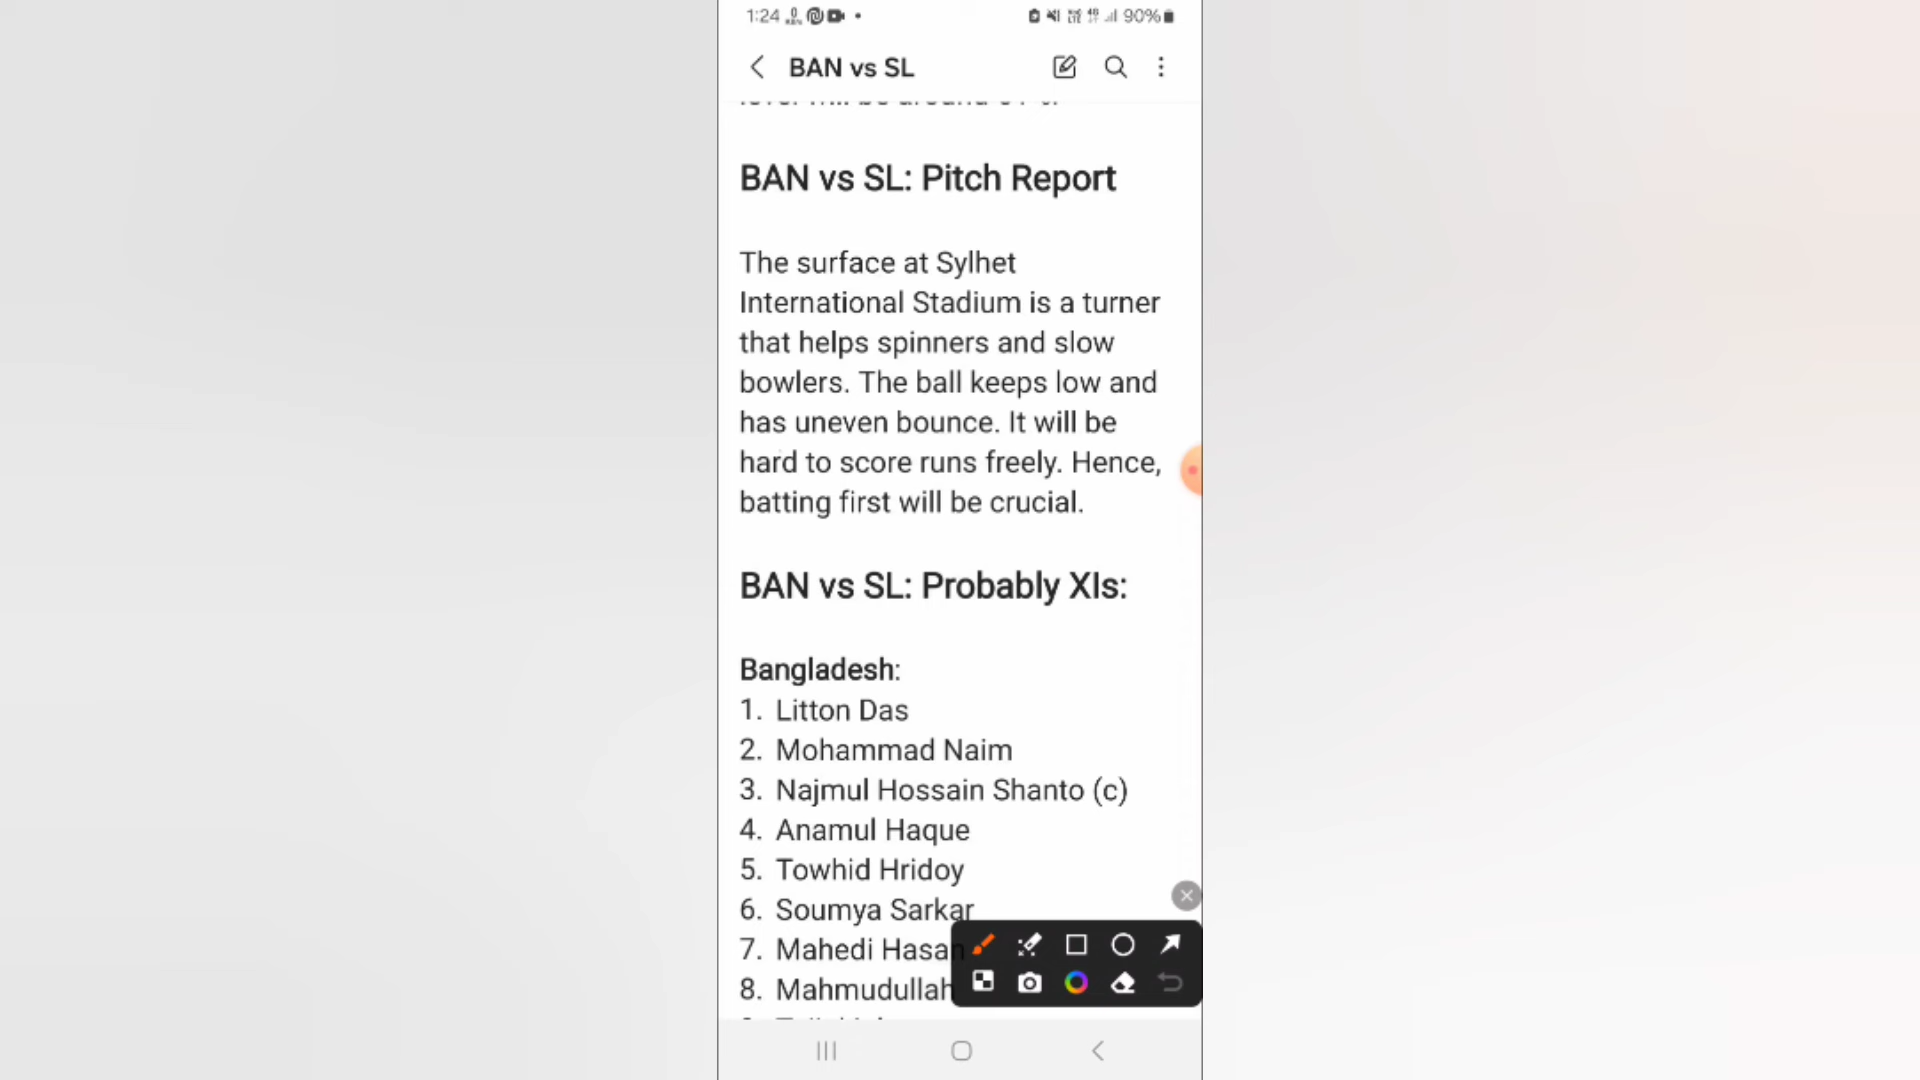 1:24 90%
BAN vs SL
BAN vs SL: Pitch Report
The surface at Sylhet
International Stadium is a turner
that helps spinners and slow
bowlers. The ball keeps low and
has uneven bounce. It will be
hard to score runs freely. Hence,
batting first will be crucial.
BAN vs SL: Probably XIs:
Bangladesh:
1. Litton Das
2. Mohammad Naim
3. Najmul Hossain Shanto (c)
4. Anamul Haque
5. Towhid Hridoy
6. Soumya Sarkar
7. Mahedi Hasan
8. Mahmudullah